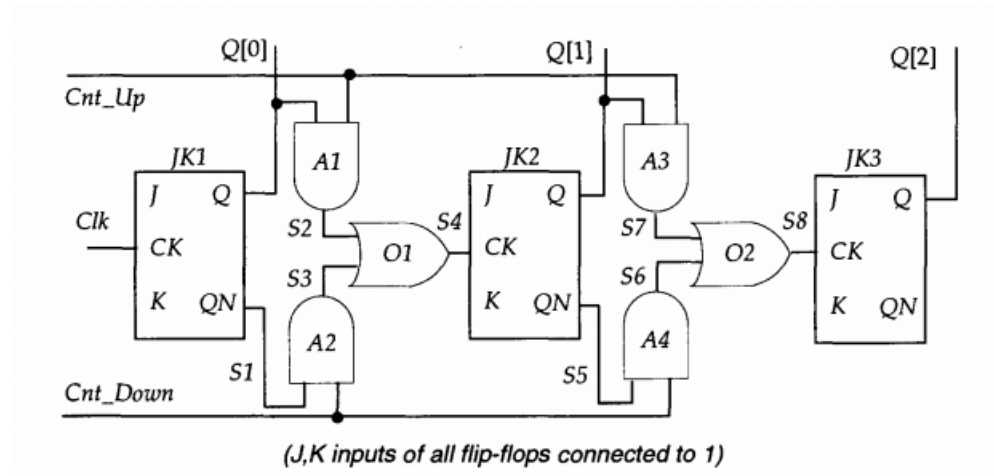 Q[0] Q[1] Q[2]
Cnt_Up
JK1 A1 JK2 A3 JK3
J Q J Q J Q
Clk S2 S4 S7 S8
CK O1 CK O2 CK
S3 S6
K QN K QN K QN
A2 A4
S1 S5
Cnt_Down
(J,K inputs of all flip-flops connected to 1)